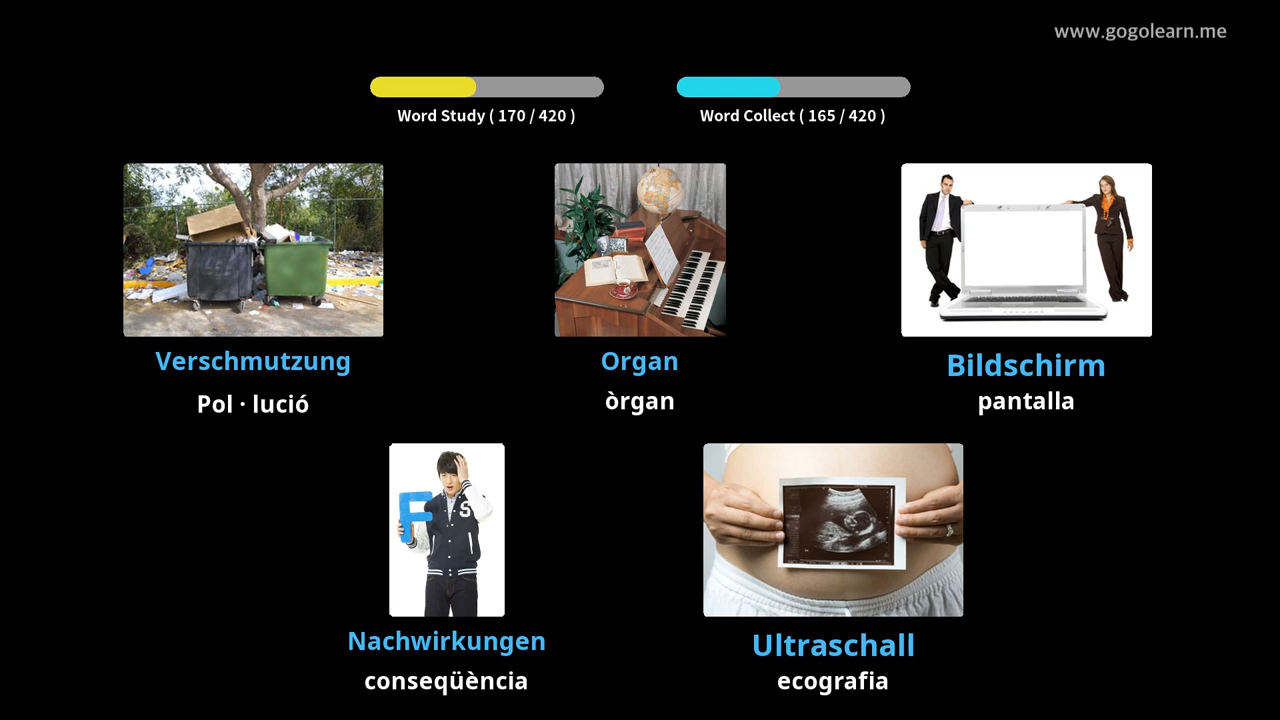 www.gogolearn.me
Word Study ( 170 / 420 )
Word Collect ( 165 / 420 )
Verschmutzung
Pol · lució
Organ
òrgan
Bildschirm
pantalla
F
S
Nachwirkungen
conseqüència
Ultraschall
ecografia